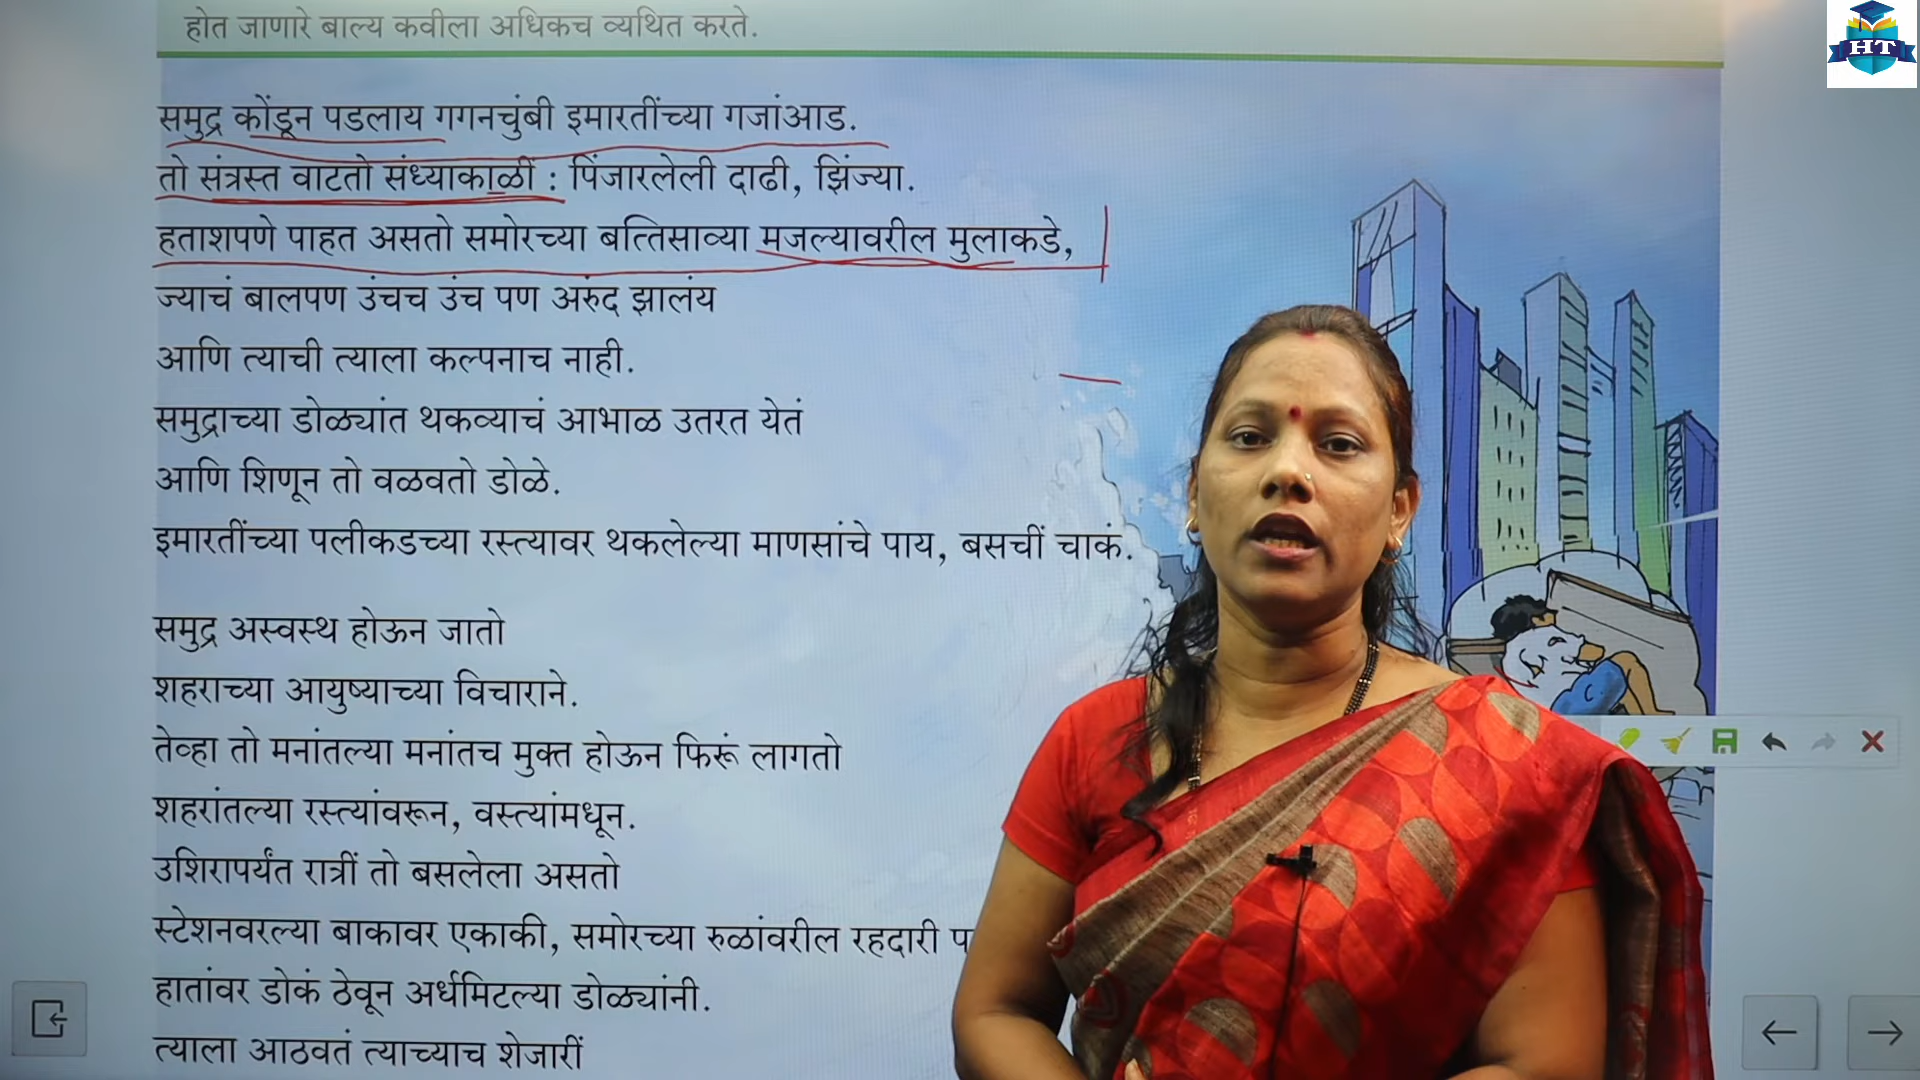 होत जाणारे बाल्य कवीला अधिकच व्यथित करते.
HT
समुद्र कोंडून पडलाय गगनचुंबी इमारतींच्या गजांआड.
तो संत्रस्त वाटतो संध्याकाळीं : पिंजारलेली दाढी, झिंज्या.
हताशपणे पाहत असतो समोरच्या बत्तिसाव्या मजल्यावरील मुलाकडे,
ज्याचं बालपण उंचच उंच पण अरुंद झालंय
आणि त्याची त्याला कल्पनाच नाही.
समुद्राच्या डोळ्यांत थकव्याचं आभाळ उतरत येतं
आणि शिणून तो वळवतो डोळे.
इमारतींच्या पलीकडच्या रस्त्यावर थकलेल्या माणसांचे पाय, बसचीं चाकं.
समुद्र अस्वस्थ होऊन जातो
शहराच्या आयुष्याच्या विचाराने.
तेव्हा तो मनांतल्या मनांतच मुक्त होऊन फिरूं लागतो
शहरांतल्या रस्त्यांवरून, वस्त्यांमधून.
उशिरापर्यंत रात्रीं तो बसलेला असतो
स्टेशनवरल्या बाकावर एकाकी, समोरच्या रुळांवरील रहदारी प
हातांवर डोकं ठेवून अर्धमिटल्या डोळ्यांनी.
त्याला आठवतं त्याच्याच शेजारीं